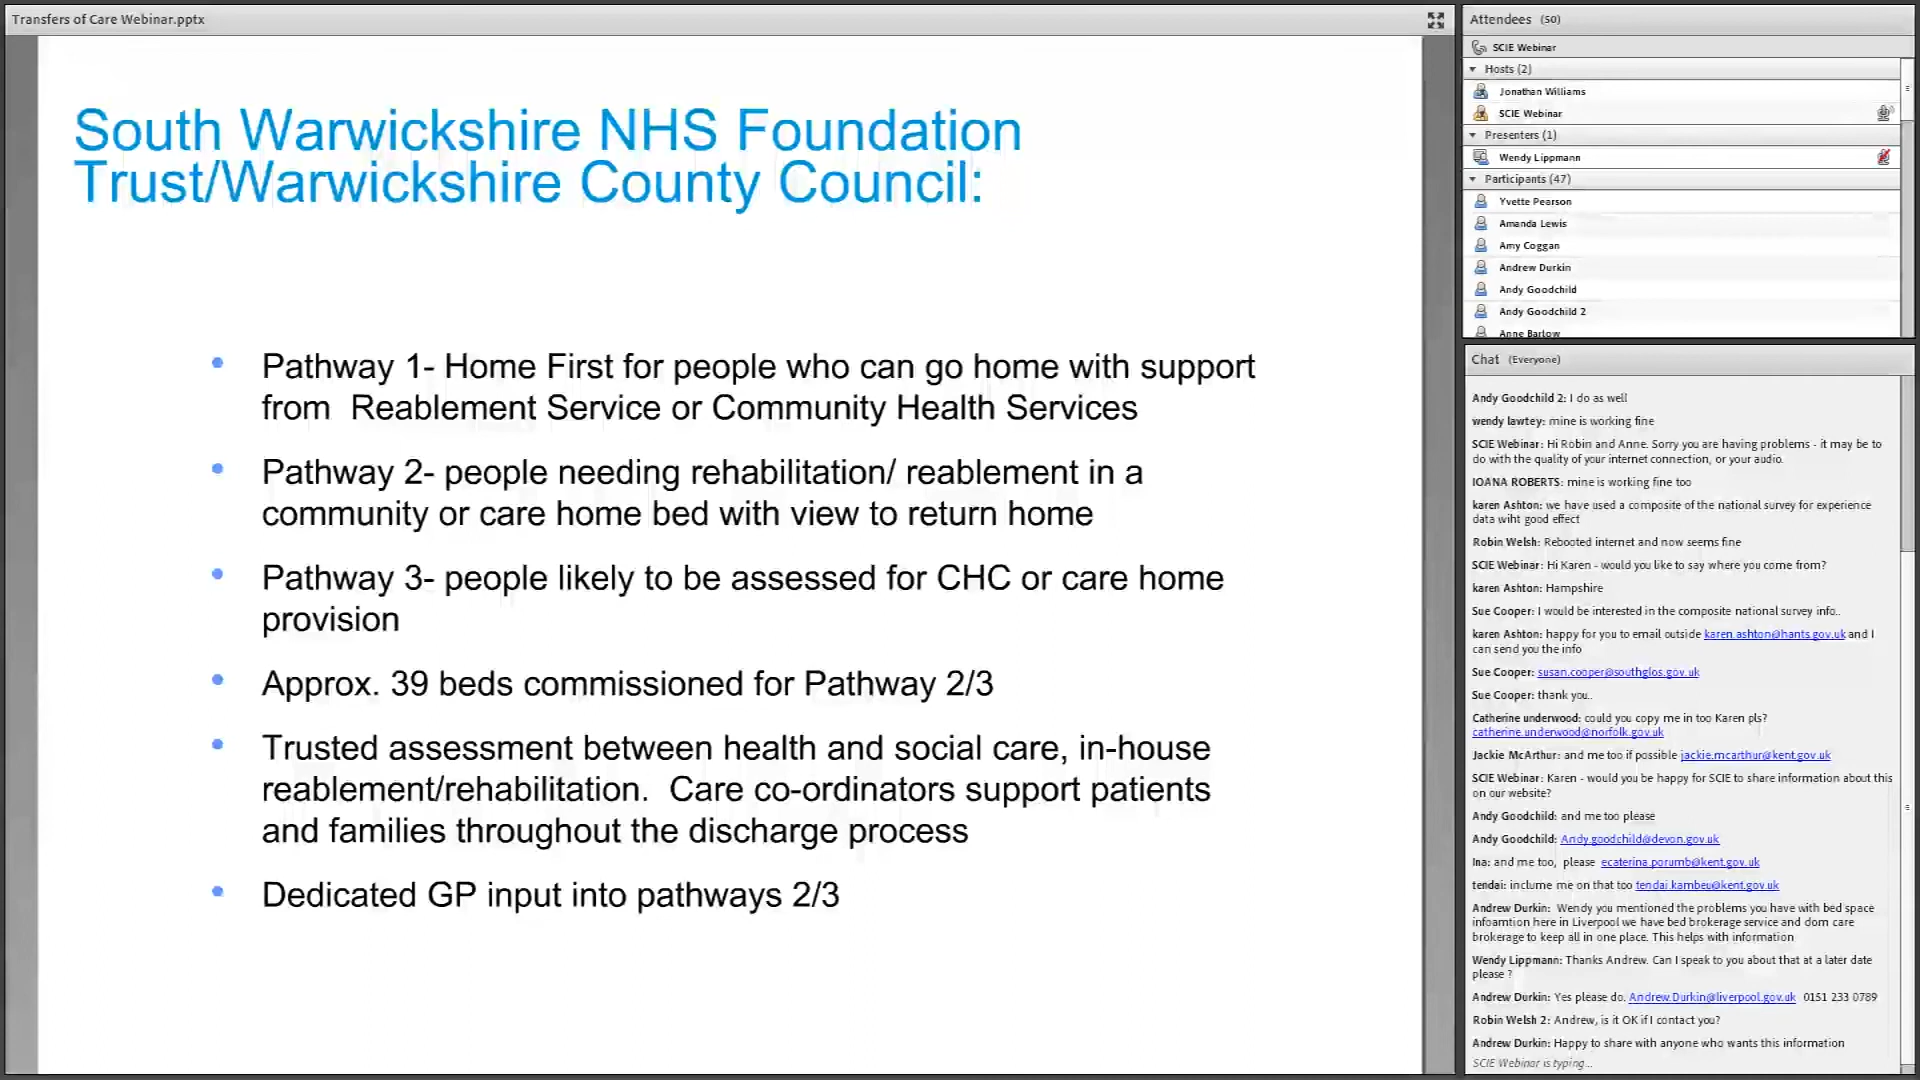 Transfers of Care Webinar.pptx
South Warwickshire NHS Foundation
Trust/Warwickshire County Council:
Pathway 1- Home First for people who can go home with support
from  Reablement Service or Community Health Services
Pathway 2- people needing rehabilitation/ reablement in a
community or care home bed with view to return home
Pathway 3- people likely to be assessed for CHC or care home
provision
Approx. 39 beds commissioned for Pathway 2/3
Trusted assessment between health and social care, in-house
reablement/rehabilitation.  Care co-ordinators support patients
and families throughout the discharge process
Dedicated GP input into pathways 2/3
Attendees (50)
SCIE Webinar
Hosts (2)
Jonathan Williams
SCIE Webinar
Presenters (1)
Wendy Lippmann
Participants (47)
Yvette Pearson
Amanda Lewis
Amy Coggan
Andrew Durkin
Andy Goodchild
Andy Goodchild 2
Anne Barlow
Chat (Everyone)
Andy Goodchild 2: I do as well
wendy lawtey: mine is working fine
SCIE Webinar: Hi Robin and Anne. Sorry you are having problems - it may be to
do with the quality of your internet connection, or your audio.
IOANA ROBERTS: mine is working fine too
karen Ashton: we have used a composite of the national survey for experience
data wiht good effect
Robin Welsh: Rebooted internet and now seems fine
SCIE Webinar: Hi Karen - would you like to say where you come from?
karen Ashton: Hampshire
Sue Cooper: I would be interested in the composite national survey info..
karen Ashton: happy for you to email outside karen.ashton@hants.gov.uk and I
can send you the info
Sue Cooper: susan.cooper@southglos.gov.uk
Sue Cooper: thank you..
Catherine underwood: could you copy me in too Karen pls?
catherine.underwood@norfolk.gov.uk
Jackie McArthur: and me too if possible jackie.mcarthur@kent.gov.uk
SCIE Webinar: Karen - would you be happy for SCIE to share information about this
on our website?
Andy Goodchild: and me too please
Andy Goodchild: Andy.goodchild@devon.gov.uk
Ina: and me too, please ecaterina.porumb@kent.gov.uk
tendai: inclume me on that too tendai.kambeu@kent.gov.uk
Andrew Durkin: Wendy you mentioned the problems you have with bed space
infoamtion here in Liverpool we have bed brokerage service and dom care
brokerage to keep all in one place. This helps with information
Wendy Lippmann: Thanks Andrew. Can I speak to you about that at a later date
please ?
Andrew Durkin: Yes please do. Andrew.Durkin@liverpool.gov.uk 0151 233 0789
Robin Welsh 2: Andrew, is it OK if I contact you?
Andrew Durkin: Happy to share with anyone who wants this information
SCIE Webinar is typing...